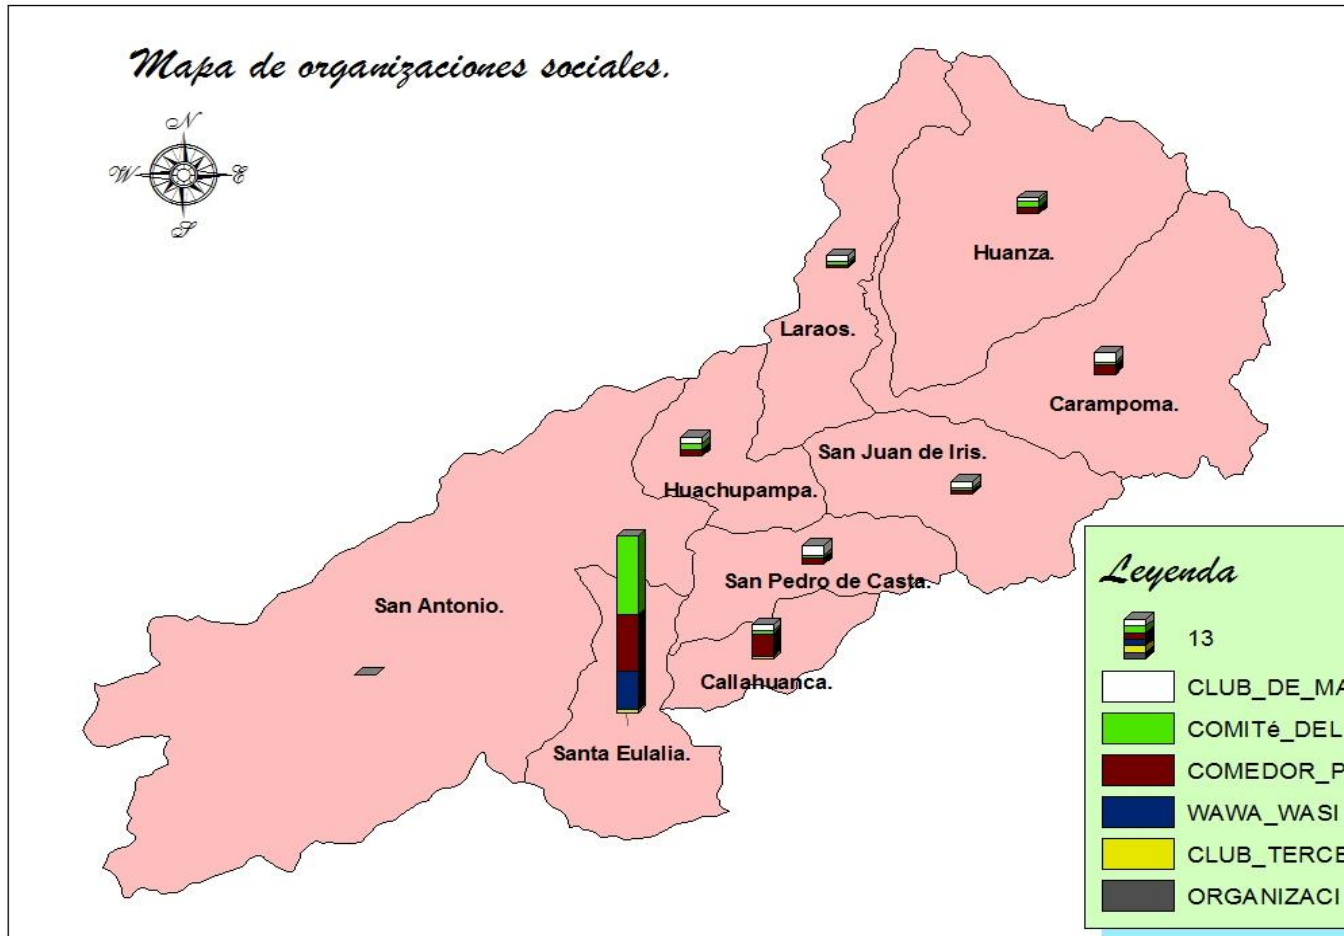 Mapa de organizaciones sociales.
N
W E
S
Huanza.
Laraos.
Carampoma.
San Juan de Iris.
Huachupampa.
San Pedro de Casta.
San Antonio.
Callahuanca.
Santa Eulalia.
Leyenda
13
CLUB_DE_MA
COMITé_DEL
COMEDOR_P
WAWA_WASI
CLUB_TERCE
ORGANIZACI